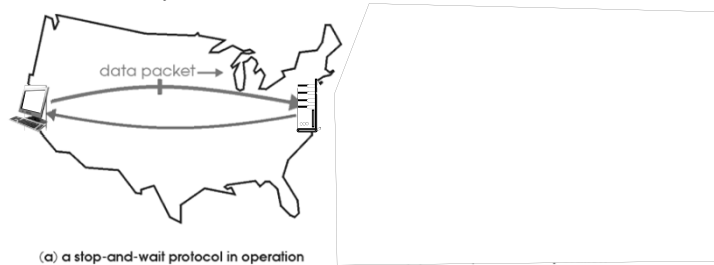 data packet
(a) a stop-and-wait protocol in operation